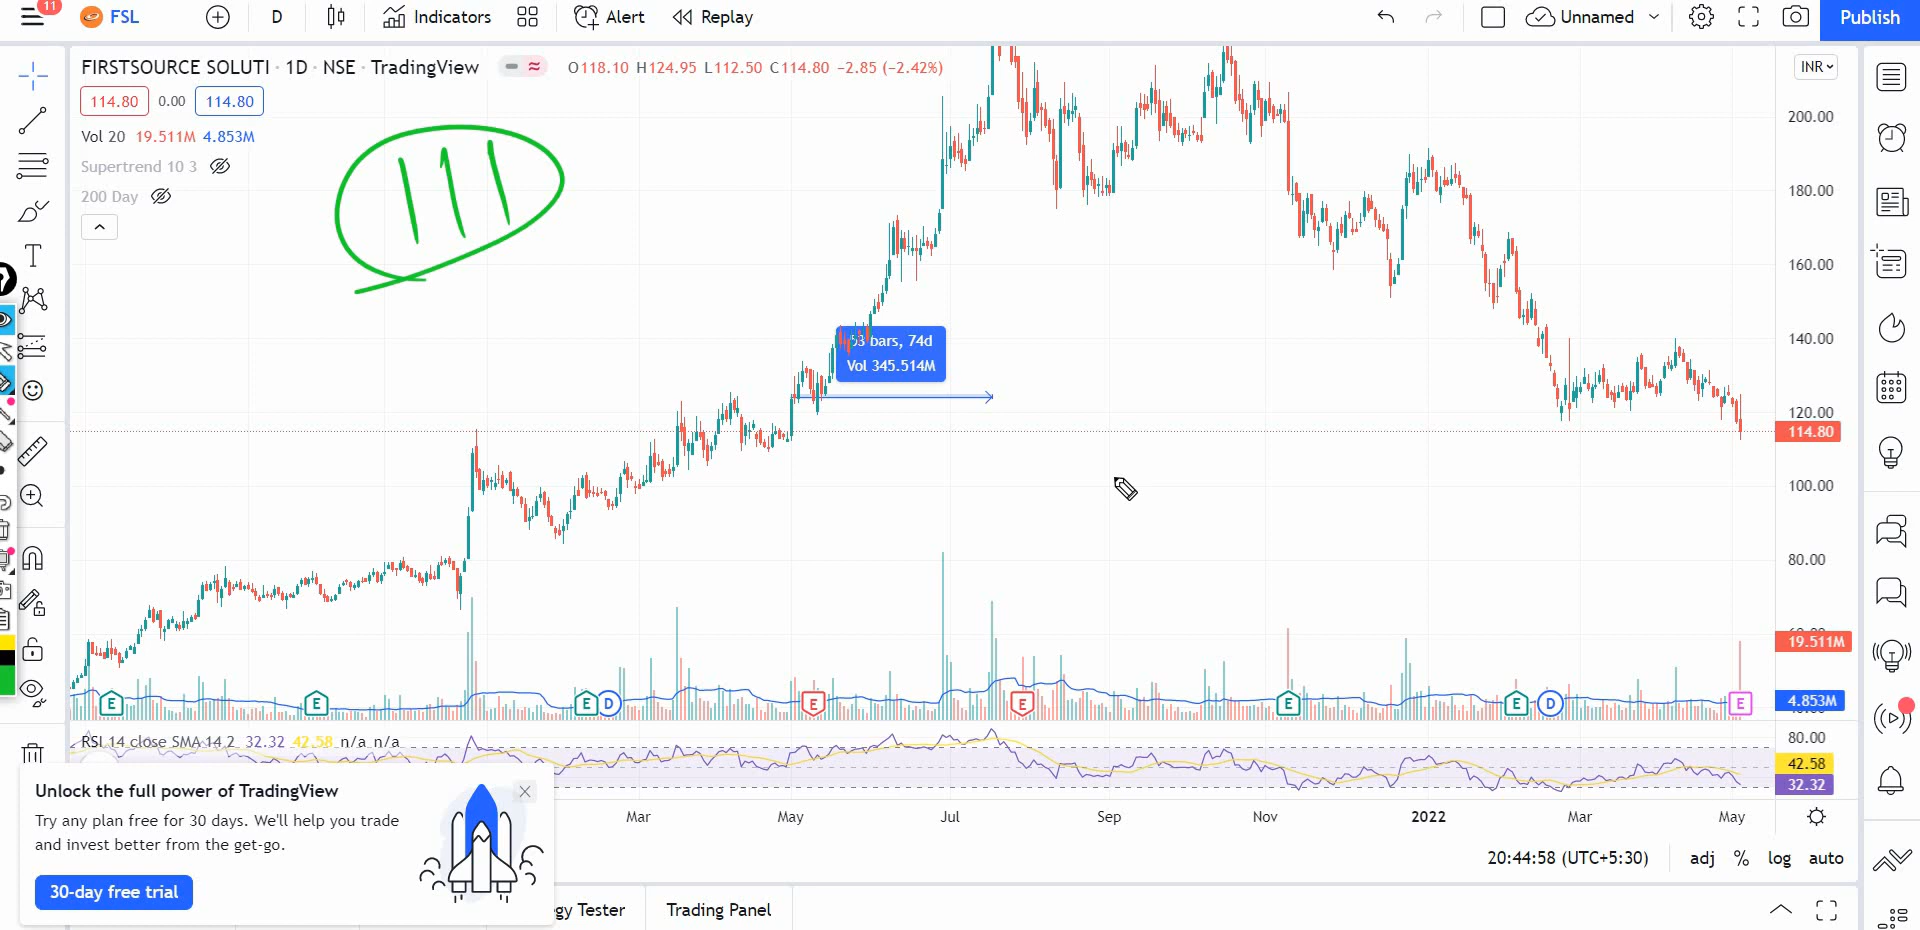 11
FSL
D
Indicators
Alert
Replay
Unnamed
Publish
FIRSTSOURCE SOLUTI · 1D · NSE · TradingView
O118.10 H124.95 L112.50 C114.80 −2.85 (−2.42%)
INR
114.80 0.00 114.80
Vol 20 19.511M 4.853M
Supertrend 10 3
200 Day
111
53 bars, 74d
Vol 345.514M
200.00
180.00
160.00
140.00
120.00
114.80
100.00
80.00
19.511M
4.853M
E
E
E
D
E
E
E
E
D
E
RSI 14 close SMA 14 2 32.32 42.58 n/a n/a
80.00
42.58
32.32
Mar
May
Jul
Sep
Nov
2022
Mar
May
Unlock the full power of TradingView
Try any plan free for 30 days. We'll help you trade
and invest better from the get-go.
30-day free trial
20:44:58 (UTC+5:30)
adj
%
log
auto
gy Tester
Trading Panel